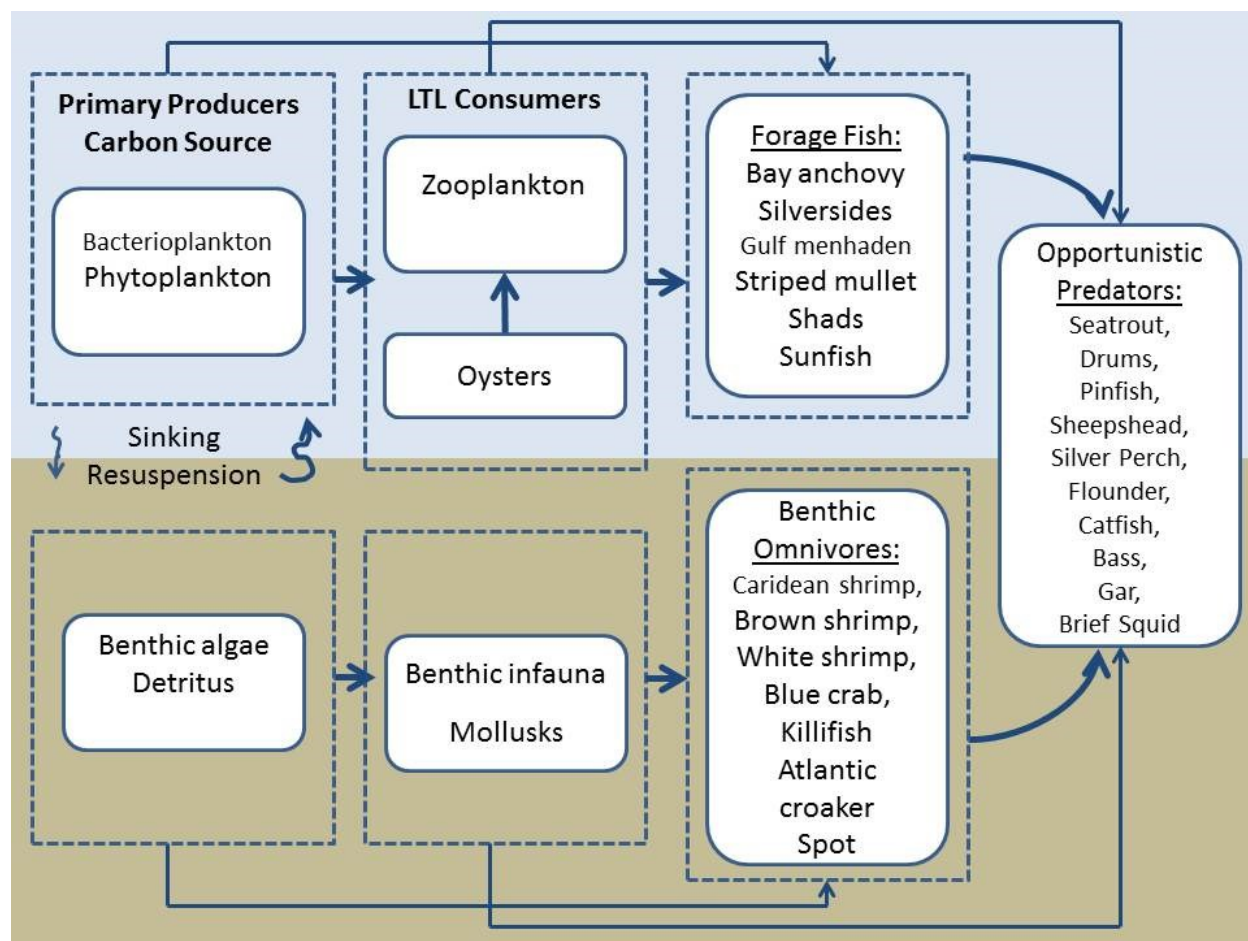 Primary Producers
Carbon Source
Bacterioplankton
Phytoplankton
LTL Consumers
Zooplankton
Oysters
Forage Fish:
Bay anchovy
Silversides
Gulf menhaden
Striped mullet
Shads
Sunfish
Opportunistic
Predators:
Seatrout,
Drums,
Pinfish,
Sheepshead,
Silver Perch,
Flounder,
Catfish,
Bass,
Gar,
Brief Squid
Sinking
Resuspension
Benthic algae
Detritus
Benthic infauna
Mollusks
Benthic
Omnivores:
Caridean shrimp,
Brown shrimp,
White shrimp,
Blue crab,
Killifish
Atlantic
croaker
Spot